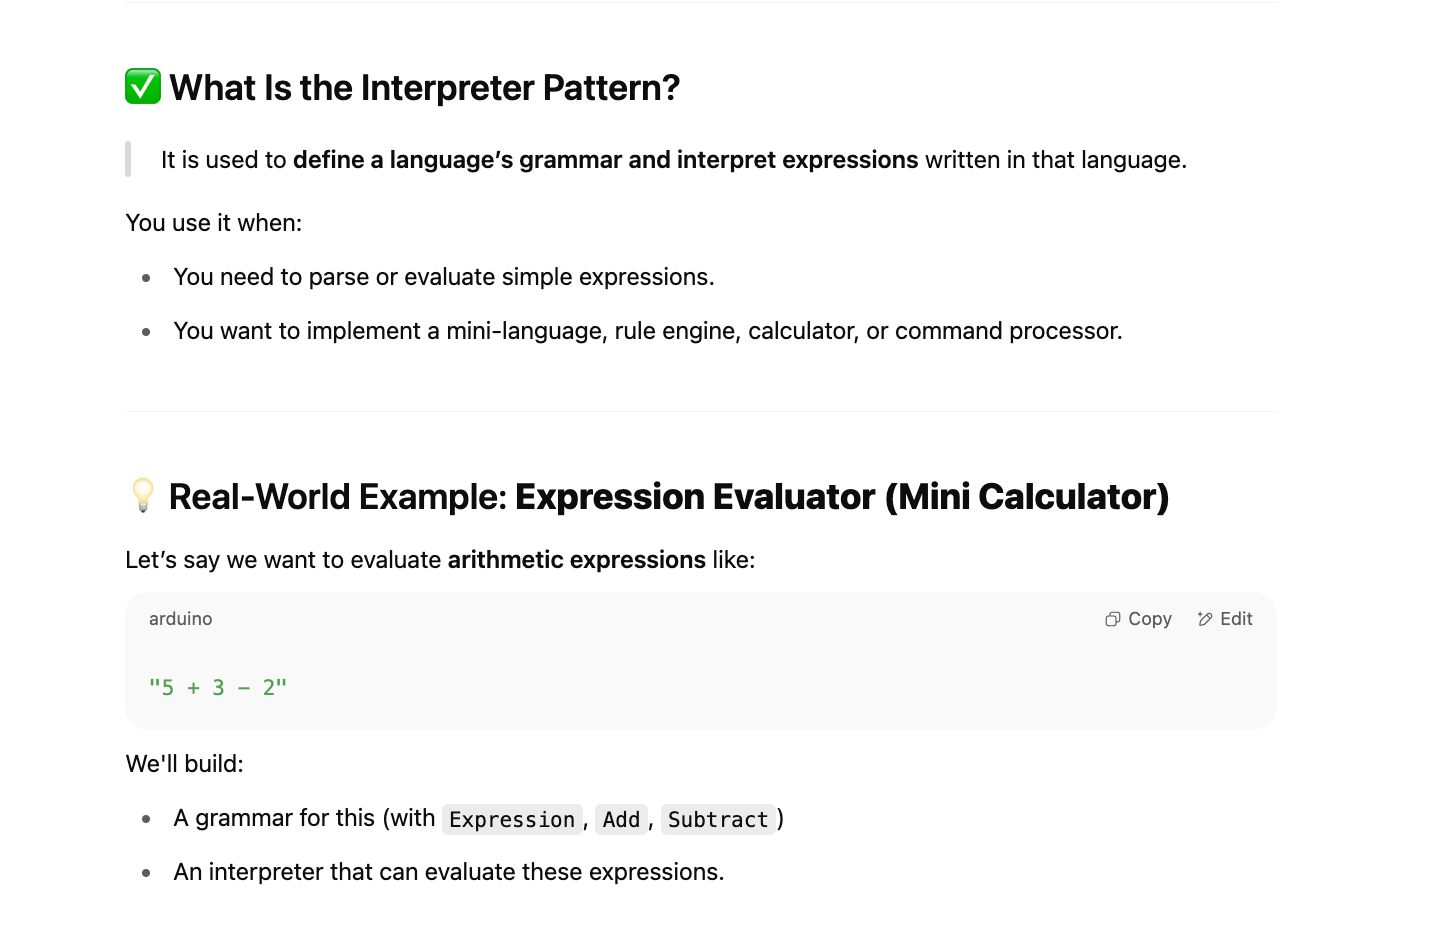 ✅ What Is the Interpreter Pattern?
It is used to define a language’s grammar and interpret expressions written in that language.
You use it when:
• You need to parse or evaluate simple expressions.
• You want to implement a mini-language, rule engine, calculator, or command processor.
💡 Real-World Example: Expression Evaluator (Mini Calculator)
Let’s say we want to evaluate arithmetic expressions like:
arduino Copy Edit
"5 + 3 - 2"
We'll build:
• A grammar for this (with Expression, Add, Subtract)
• An interpreter that can evaluate these expressions.